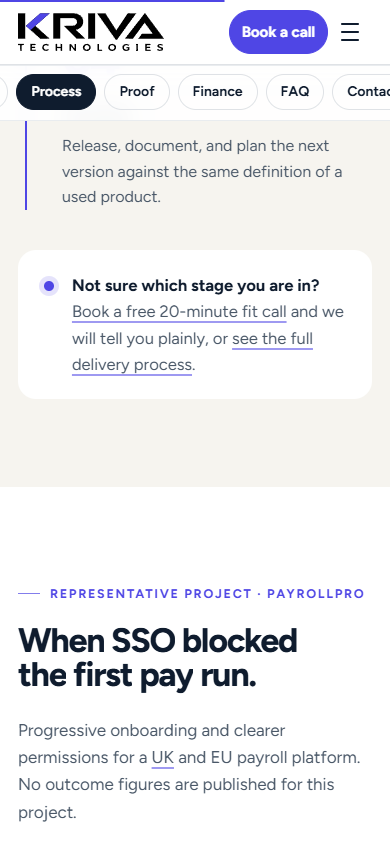 KRIVA
TECHNOLOGIES
Book a call
Process
Proof
Finance
FAQ
Release, document, and plan the next
version against the same definition of a
used product.
Not sure which stage you are in?
Book a free 20-minute fit call and we
will tell you plainly, or see the full
delivery process.
REPRESENTATIVE PROJECT · PAYROLLPRO
When SSO blocked
the first pay run.
Progressive onboarding and clearer
permissions for a UK and EU payroll platform.
No outcome figures are published for this
project.